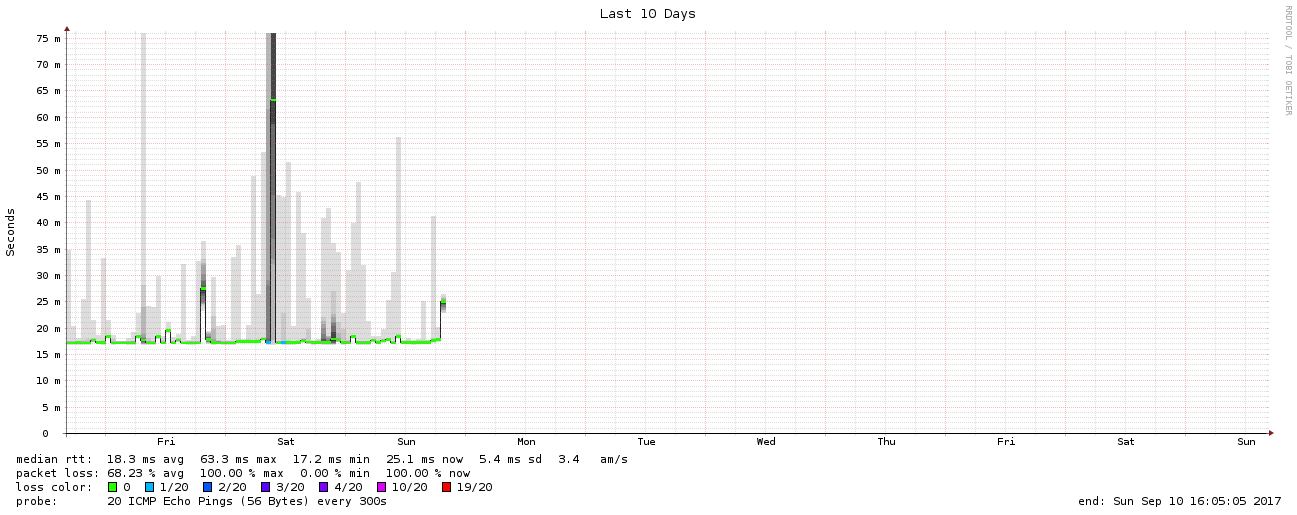 Last 10 Days
RRDTOOL / TOBI OETIKER
Seconds
75 m
70 m
65 m
60 m
55 m
50 m
45 m
40 m
35 m
30 m
25 m
20 m
15 m
10 m
5 m
0
Fri Sat Sun Mon Tue Wed Thu Fri Sat Sun
median rtt: 18.3 ms avg 63.3 ms max 17.2 ms min 25.1 ms now 5.4 ms sd 3.4 am/s
packet loss: 68.23 % avg 100.00 % max 0.00 % min 100.00 % now
loss color: 0 1/20 2/20 3/20 4/20 10/20 19/20
probe: 20 ICMP Echo Pings (56 Bytes) every 300s end: Sun Sep 10 16:05:05 2017